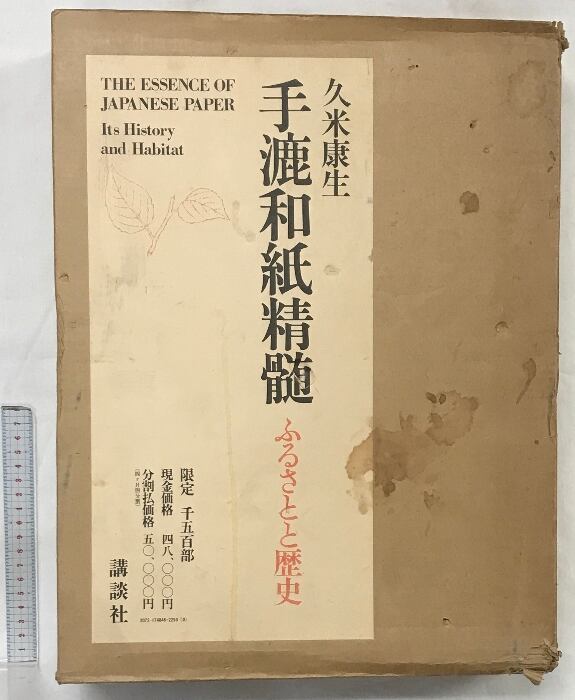 THE ESSENCE OF
JAPANESE PAPER
Its History
and Habitat
久米康生
手漉和紙精髄
ふるさとと歴史
限定 千五百部
現金価格 四八、〇〇〇円
分割払価格 五〇、〇〇〇円
講談社